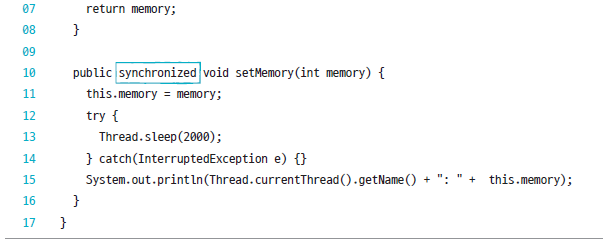 07 return memory;
08 }
09
10 public synchronized void setMemory(int memory) {
11 this.memory = memory;
12 try {
13 Thread.sleep(2000);
14 } catch(InterruptedException e) {}
15 System.out.println(Thread.currentThread().getName() + ": " + this.memory);
16 }
17 }